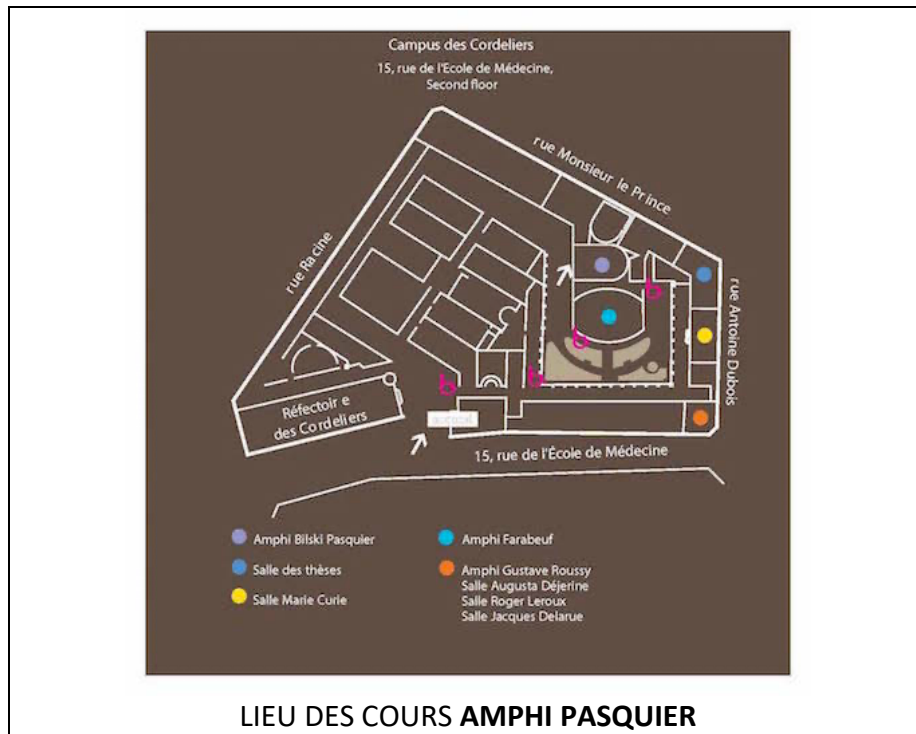 Campus des Cordeliers
15, rue de l'Ecole de Médecine,
Second floor
rue Monsieur le Prince
rue Racine
rue Antoine Dubois
Réfectoir e
des Cordeliers
15, rue de l'École de Médecine
Amphi Bilski Pasquier
Salle des thèses
Salle Marie Curie
Amphi Farabeuf
Amphi Gustave Roussy
Salle Augusta Déjerine
Salle Roger Leroux
Salle Jacques Delarue
LIEU DES COURS AMPHI PASQUIER